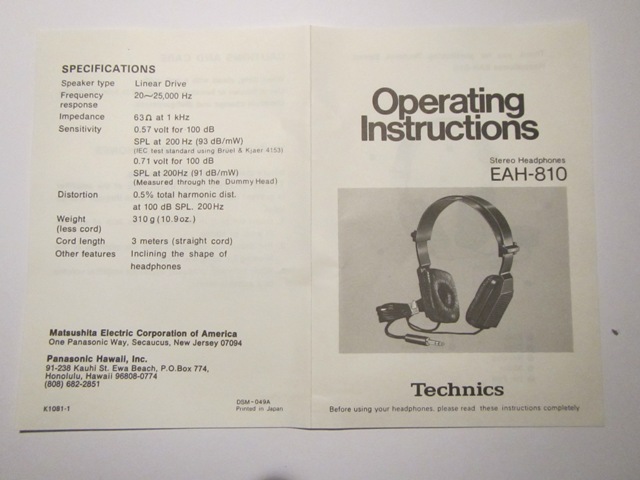 SPECIFICATIONS
Speaker type Linear Drive
Frequency response 20~25,000 Hz
Impedance 63Ω at 1 kHz
Sensitivity 0.57 volt for 100 dB
SPL at 200 Hz (93 dB/mW)
(IEC test standard using Brüel & Kjaer 4153)
0.71 volt for 100 dB
SPL at 200Hz (91 dB/mW)
(Measured through the Dummy Head)
Distortion 0.5% total harmonic dist.
at 100 dB SPL. 200Hz
Weight (less cord) 310g (10.9oz.)
Cord length 3 meters (straight cord)
Other features Inclining the shape of
headphones
Matsushita Electric Corporation of America
One Panasonic Way, Secaucus, New Jersey 07094
Panasonic Hawaii, Inc.
91-238 Kauhi St. Ewa Beach, P.O.Box 774,
Honolulu, Hawaii 96808-0774
(808) 682-2851
K1081-1
DSM-049A
Printed in Japan
Operating
Instructions
Stereo Headphones
EAH-810
Technics
Before using your headphones, please read these instructions completely